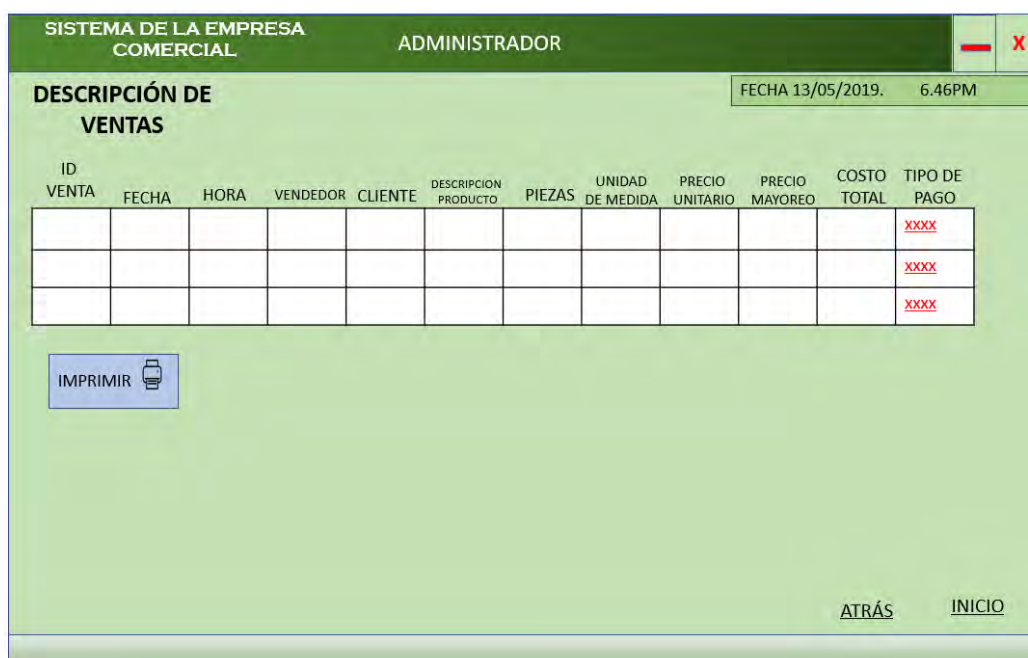 SISTEMA DE LA EMPRESA
COMERCIAL
ADMINISTRADOR
X
DESCRIPCIÓN DE
VENTAS
FECHA 13/05/2019. 6.46PM
ID
VENTA
FECHA
HORA
VENDEDOR
CLIENTE
DESCRIPCION
PRODUCTO
PIEZAS
UNIDAD
DE MEDIDA
PRECIO
UNITARIO
PRECIO
MAYOREO
COSTO
TOTAL
TIPO DE
PAGO
XXXX
XXXX
XXXX
IMPRIMIR
ATRÁS
INICIO